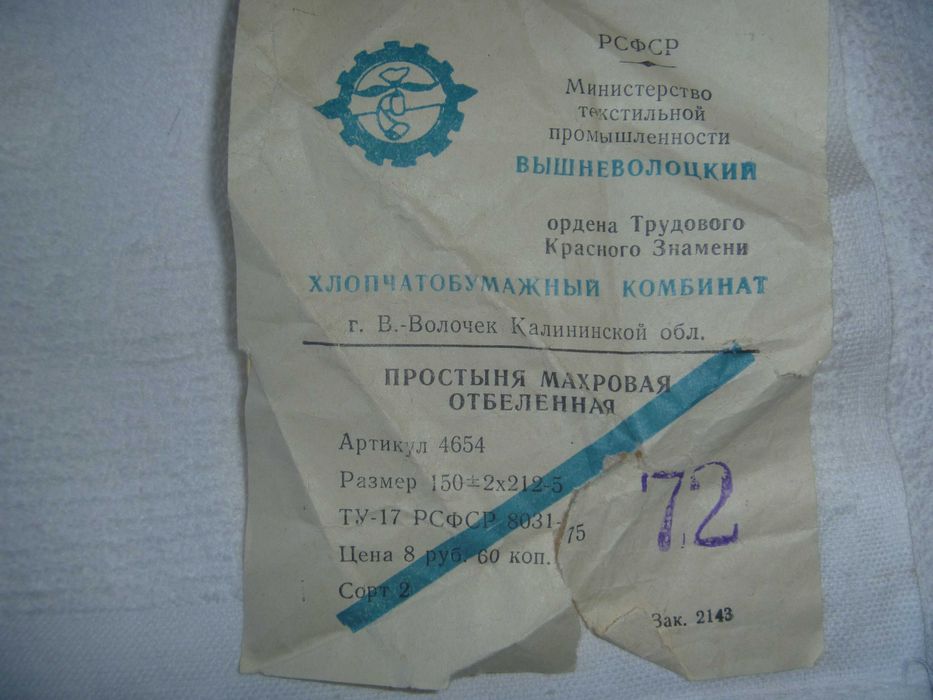 РСФСР
Министерство
текстильной
промышленности
ВЫШНЕВОЛОЦКИЙ
ордена Трудового
Красного Знамени
ХЛОПЧАТОБУМАЖНЫЙ КОМБИНАТ
г. В.-Волочек Калининской обл.
ПРОСТЫНЯ МАХРОВАЯ
ОТБЕЛЕННАЯ
Артикул 4654
Размер 150±2х212-5
ТУ-17 РСФСР 8031-75
Цена 8 руб. 60 коп.
Сорт 2
72
Зак. 2143